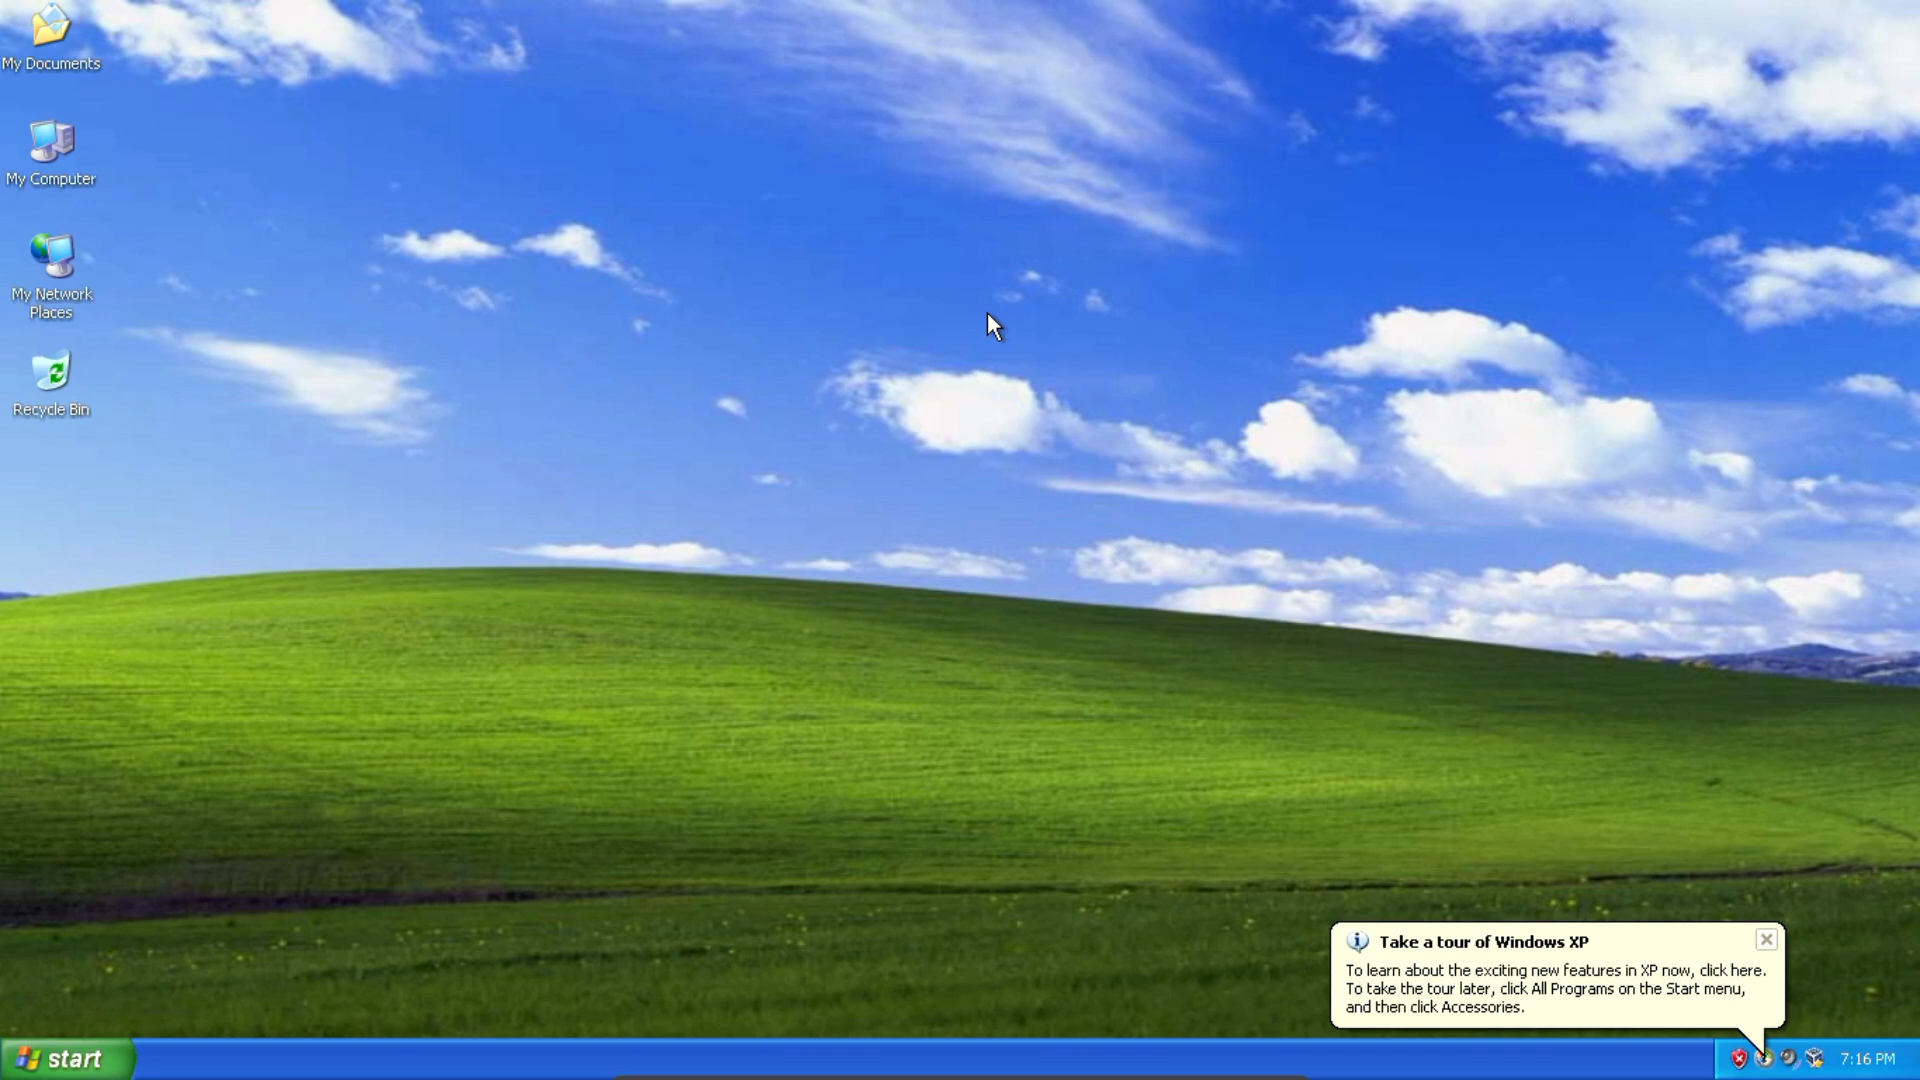 My Documents
My Computer
My Network
Places
Recycle Bin
Take a tour of Windows XP
To learn about the exciting new features in XP now, click here.
To take the tour later, click All Programs on the Start menu,
and then click Accessories.
start
7:16 PM